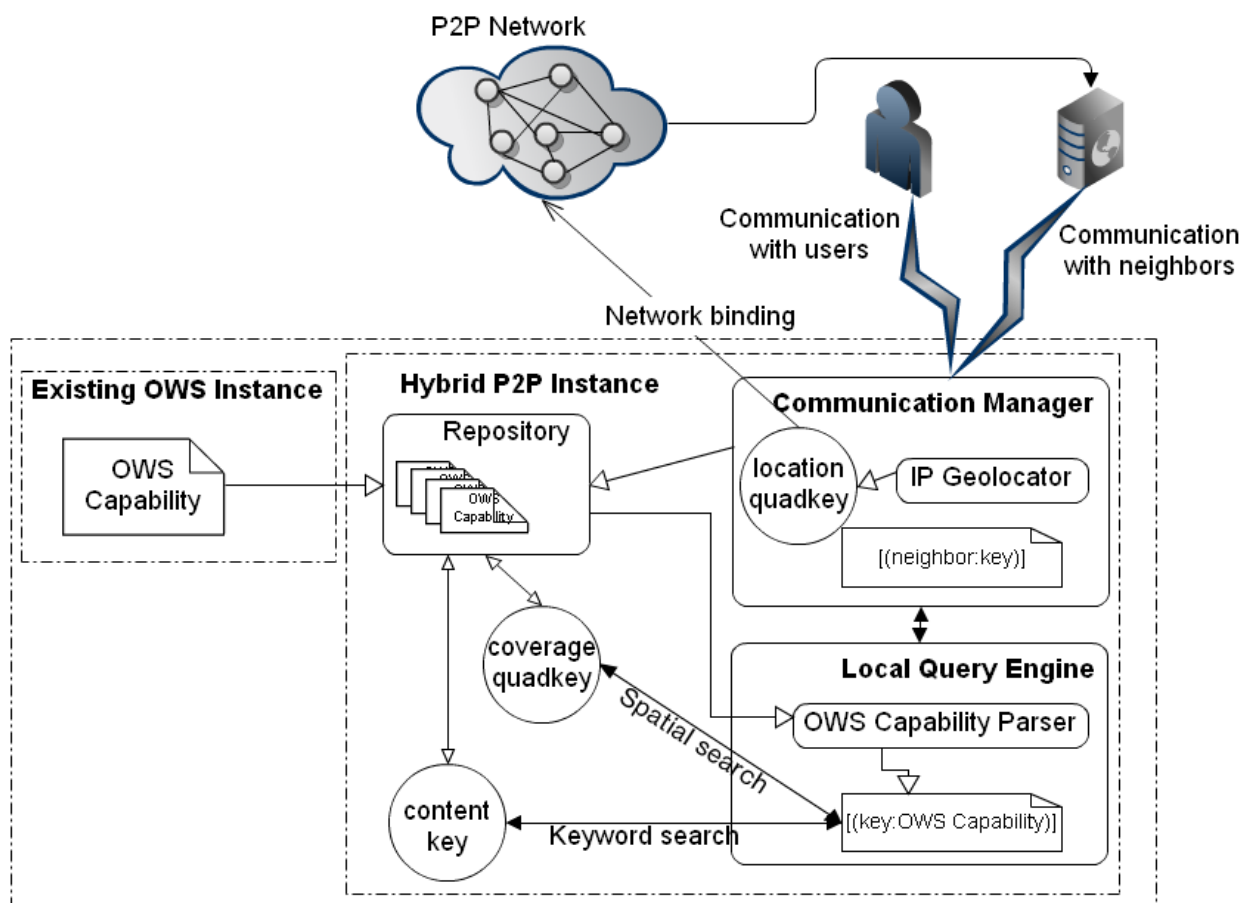 P2P Network
Communication
with users
Communication
with neighbors
Network binding
Existing OWS Instance
OWS
Capability
Hybrid P2P Instance
Repository
OWS
Capability
Communication Manager
location
quadkey
IP Geolocator
[(neighbor:key)]
coverage
quadkey
Spatial search
content
key
Keyword search
Local Query Engine
OWS Capability Parser
[(key:OWS Capability)]